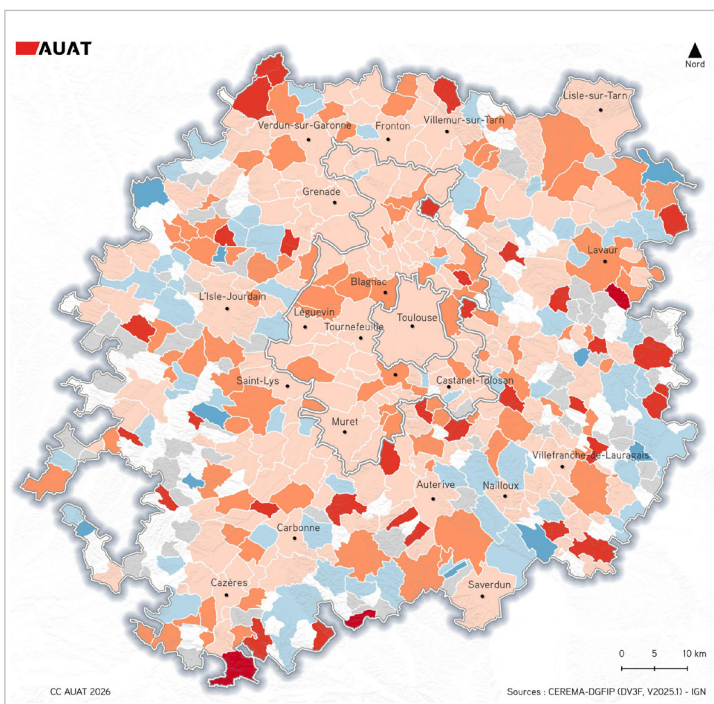 AUAT
Nord
Lisle-sur-Tarn
Villemur-sur-Tarn
Verdun-sur-Garonne
Fronton
Grenade
Lavaur
Blagnac
L'Isle-Jourdain
Léguevin
Toulouse
Tournefeuille
Saint-Lys
Castanet-Tolosan
Muret
Villefranche-de-Lauragais
Auterive
Nailloux
Carbonne
Cazères
Saverdun
0 5 10 km
CC AUAT 2026
Sources : CEREMA-DGFIP (DV3F, V2025.1) - IGN